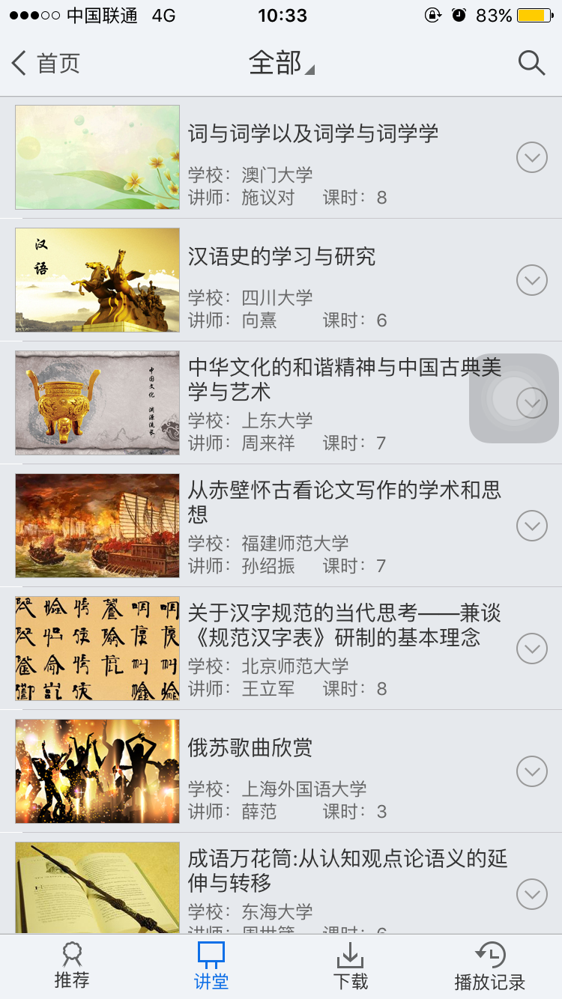 中国联通 4G 10:33 83%
首页 全部
词与词学以及词学与词学学
学校：澳门大学
讲师：施议对 课时：8
汉语
汉语史的学习与研究
学校：四川大学
讲师：向熹 课时：6
中国文化 渊源流长
中华文化的和谐精神与中国古典美
学与艺术
学校：上东大学
讲师：周来祥 课时：7
从赤壁怀古看论文写作的学术和思
想
学校：福建师范大学
讲师：孙绍振 课时：7
关于汉字规范的当代思考——兼谈
《规范汉字表》研制的基本理念
学校：北京师范大学
讲师：王立军 课时：8
俄苏歌曲欣赏
学校：上海外国语大学
讲师：薛范 课时：3
成语万花筒:从认知观点论语义的延
伸与转移
学校：东海大学
推荐 讲堂 下载 播放记录